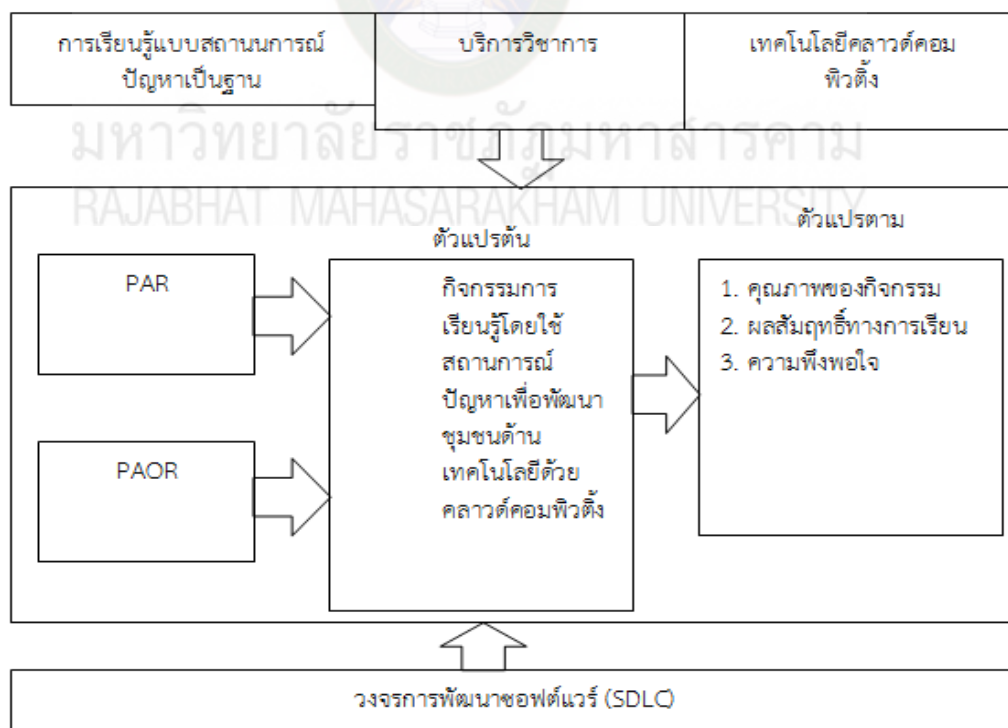 การเรียนรู้แบบสถานนการณ์
ปัญหาเป็นฐาน
บริการวิชาการ
เทคโนโลยีคลาวด์คอม
พิวติ้ง
มหาวิทยาลัยราชภัฏมหาสารคาม
RAJABHAT MAHASARAKHAM UNIVERSITY
ตัวแปรต้น
ตัวแปรตาม
PAR
PAOR
กิจกรรมการ
เรียนรู้โดยใช้
สถานการณ์
ปัญหาเพื่อพัฒนา
ชุมชนด้าน
เทคโนโลยีด้วย
คลาวด์คอมพิวติ้ง
1. คุณภาพของกิจกรรม
2. ผลสัมฤทธิ์ทางการเรียน
3. ความพึงพอใจ
วงจรการพัฒนาซอฟต์แวร์ (SDLC)